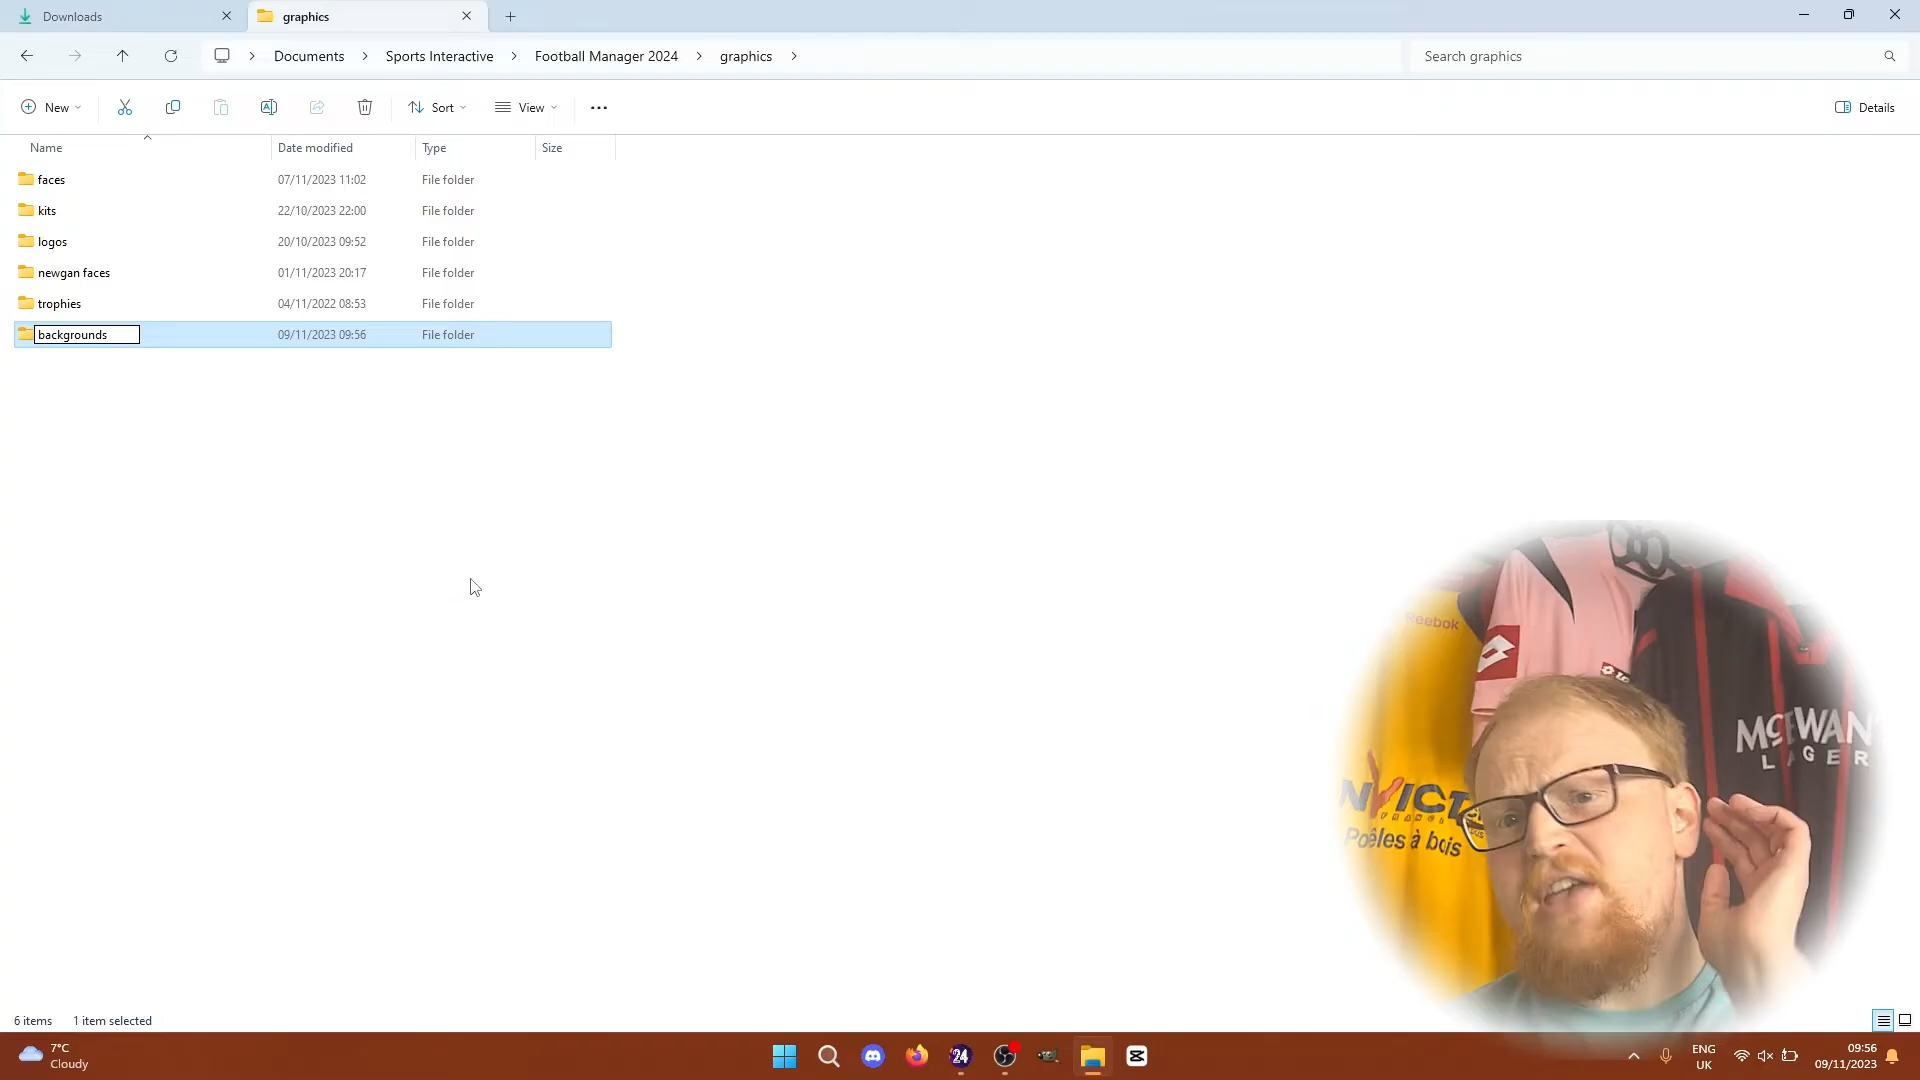 Downloads
graphics
Documents
Sports Interactive
Football Manager 2024
graphics
Search graphics
New
Sort
View
Details
Name
Date modified
Type
Size
faces
07/11/2023 11:02
File folder
kits
22/10/2023 22:00
File folder
logos
20/10/2023 09:52
File folder
newgan faces
01/11/2023 20:17
File folder
trophies
04/11/2022 08:53
File folder
backgrounds
09/11/2023 09:56
File folder
Reebok
McEWAN
LAGER
FRANCE
Poêles à bois
6 items
1 item selected
7°C
Cloudy
24
ENG
UK
09:56
09/11/2023